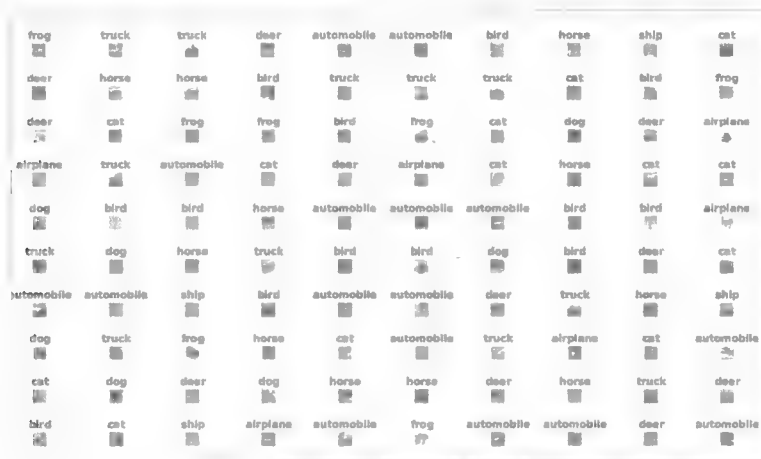 frog truck truck deer automobile automobile bird horse ship cat
deer horse horse bird truck truck truck cat bird frog
deer cat frog frog bird frog cat dog deer airplane
airplane truck automobile cat deer airplane cat horse cat cat
dog bird bird horse automobile automobile automobile bird bird airplane
truck dog horse truck bird bird dog bird deer cat
automobile automobile ship bird automobile automobile deer truck horse ship
dog truck frog horse cat automobile truck airplane cat automobile
cat dog deer dog horse horse deer horse truck deer
bird cat ship airplane automobile frog automobile automobile deer automobile